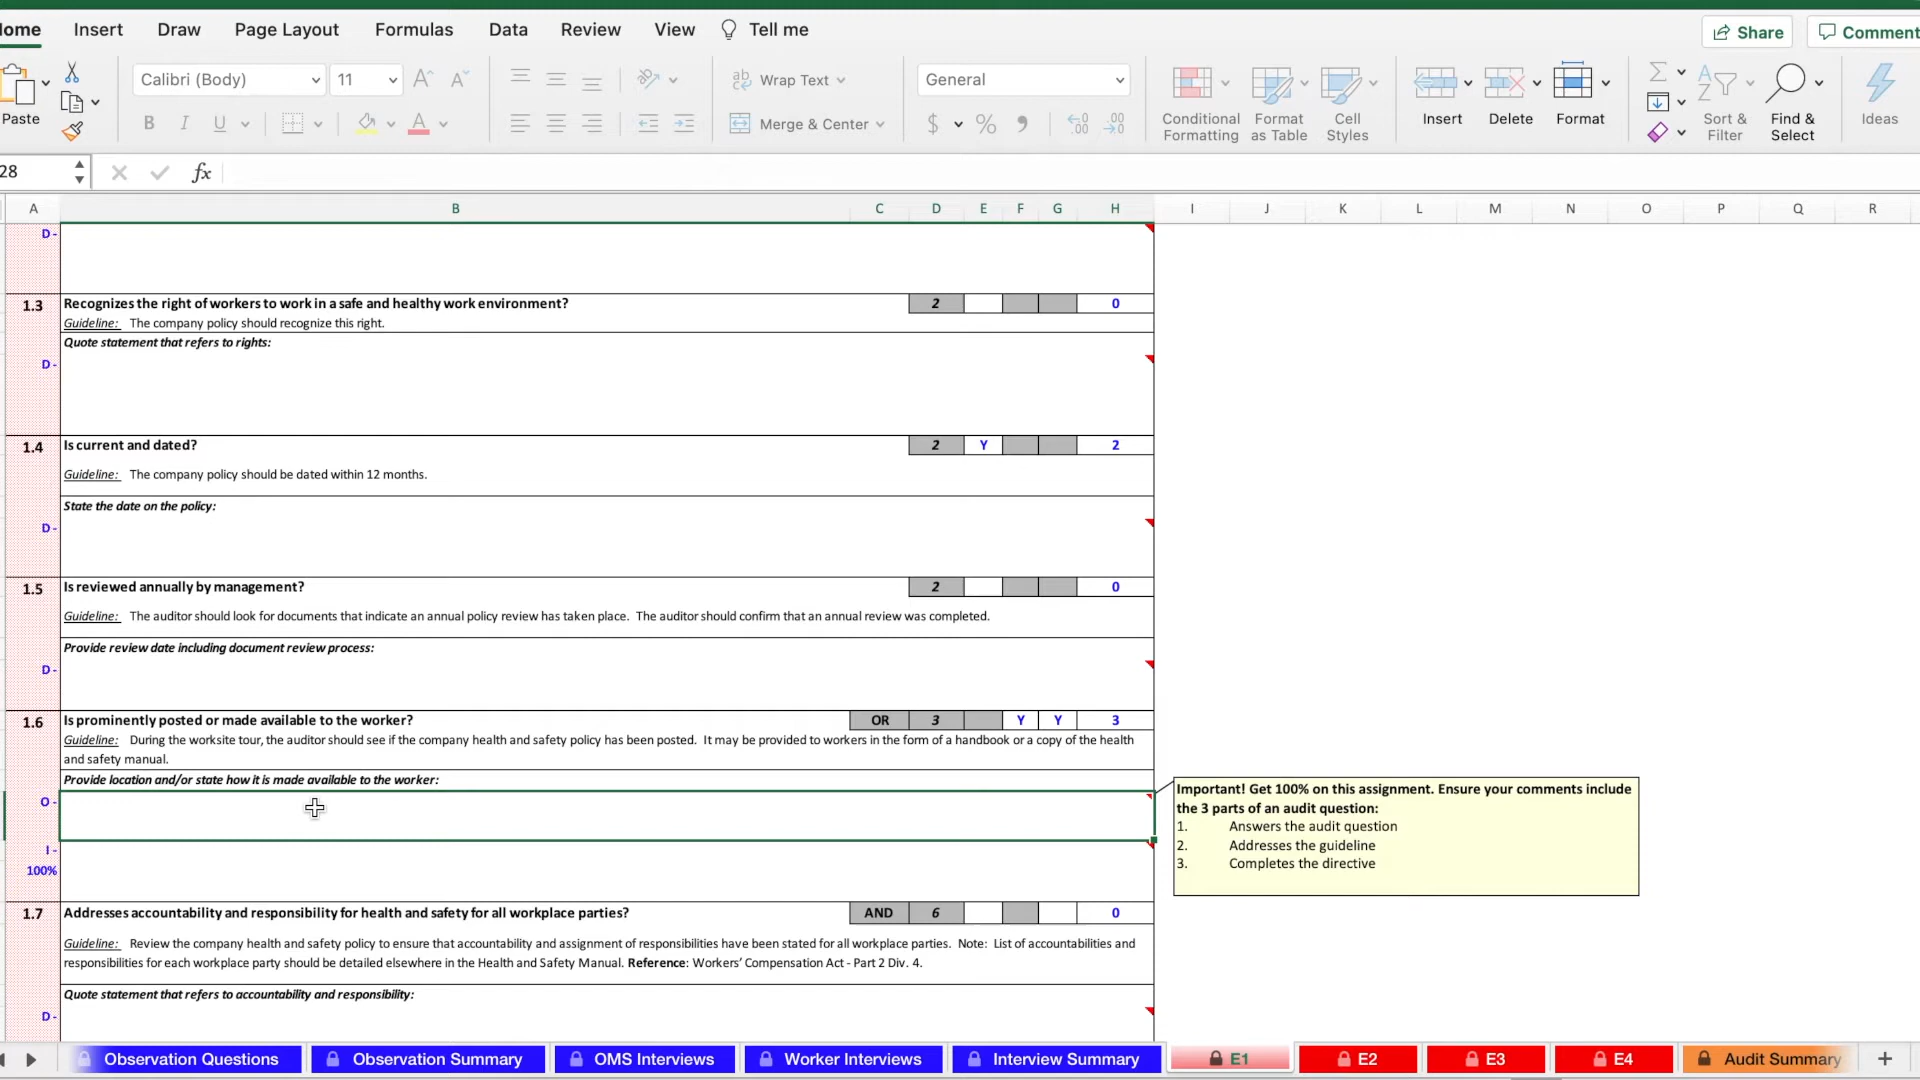 Home Insert Draw Page Layout Formulas Data Review View Tell me Share Comment
Calibri (Body) 11 A A ab Wrap Text General
Paste B I U A Merge & Center $ % Conditional Formatting Format as Table Cell Styles Insert Delete Format Sort & Filter Find & Select Ideas
28 fx
A B C D E F G H I J K L M N O P Q R
D -
1.3 Recognizes the right of workers to work in a safe and healthy work environment? 2 0
Guideline: The company policy should recognize this right.
Quote statement that refers to rights:
D -
1.4 Is current and dated? 2 Y 2
Guideline: The company policy should be dated within 12 months.
State the date on the policy:
D -
1.5 Is reviewed annually by management? 2 0
Guideline: The auditor should look for documents that indicate an annual policy review has taken place. The auditor should confirm that an annual review was completed.
Provide review date including document review process:
D -
1.6 Is prominently posted or made available to the worker? OR 3 Y Y 3
Guideline: During the worksite tour, the auditor should see if the company health and safety policy has been posted. It may be provided to workers in the form of a handbook or a copy of the health
and safety manual.
Provide location and/or state how it is made available to the worker:
O -
I -
100%
Important! Get 100% on this assignment. Ensure your comments include
the 3 parts of an audit question:
1. Answers the audit question
2. Addresses the guideline
3. Completes the directive
1.7 Addresses accountability and responsibility for health and safety for all workplace parties? AND 6 0
Guideline: Review the company health and safety policy to ensure that accountability and assignment of responsibilities have been stated for all workplace parties. Note: List of accountabilities and
responsibilities for each workplace party should be detailed elsewhere in the Health and Safety Manual. Reference: Workers' Compensation Act - Part 2 Div. 4.
Quote statement that refers to accountability and responsibility:
D -
Observation Questions Observation Summary OMS Interviews Worker Interviews Interview Summary E1 E2 E3 E4 Audit Summary